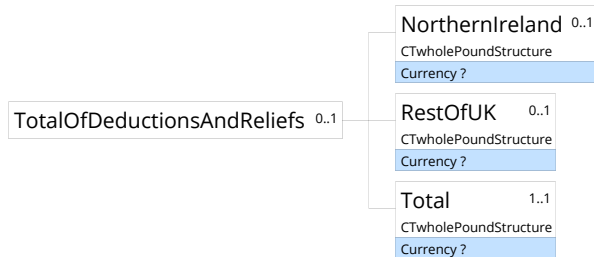 NorthernIreland 0..1
CTwholePoundStructure
Currency ?
TotalOfDeductionsAndReliefs 0..1
RestOfUK 0..1
CTwholePoundStructure
Currency ?
Total 1..1
CTwholePoundStructure
Currency ?